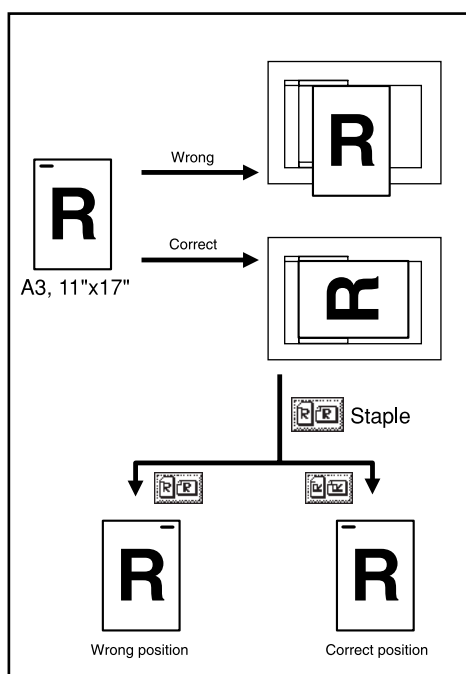 R
Wrong
R
Correct
R
A3, 11"x17"
R R Staple
R R
R R
R
R
Wrong position
Correct position